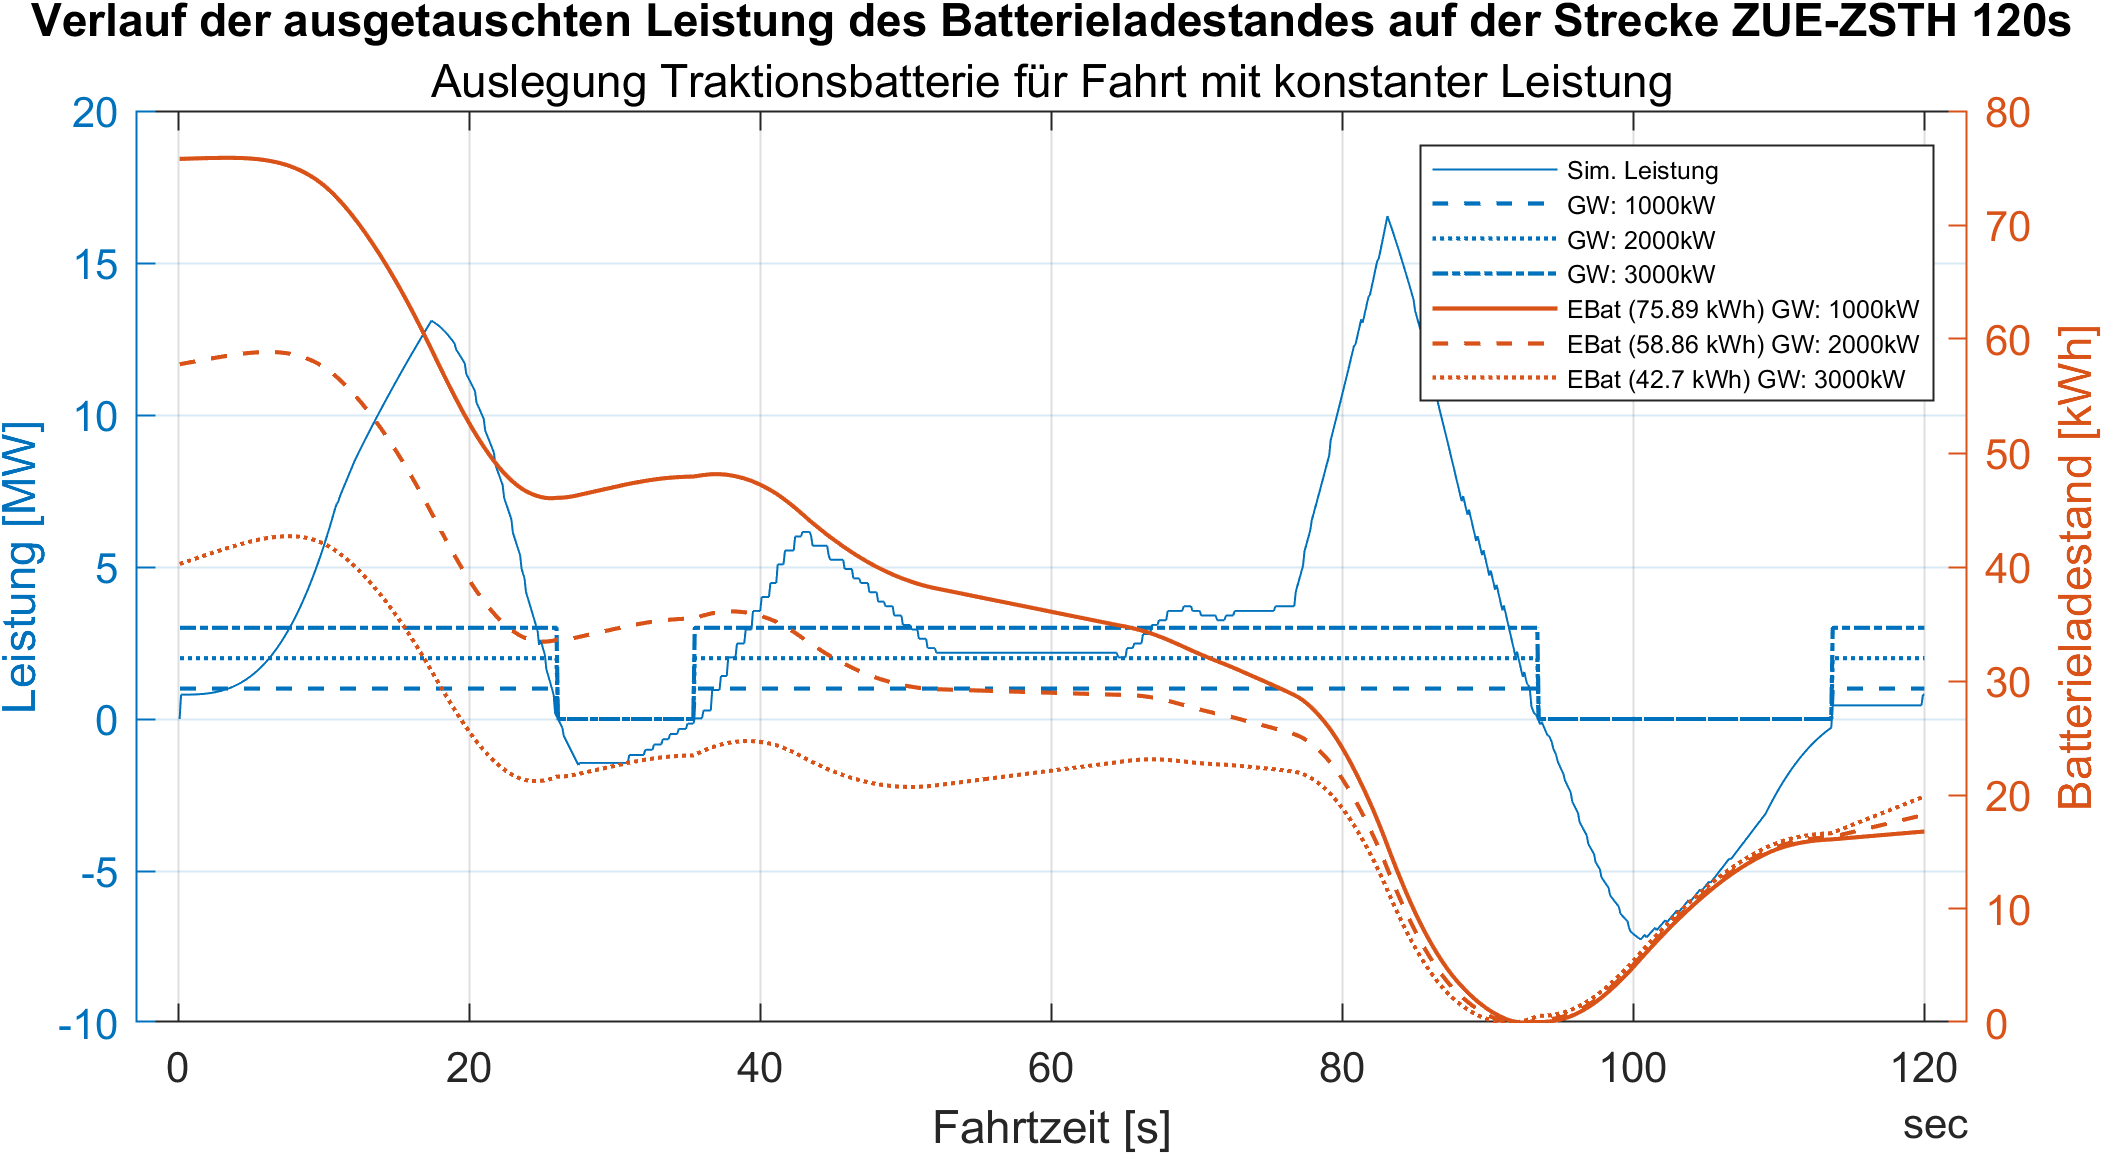 Verlauf der ausgetauschten Leistung des Batterieladestandes auf der Strecke ZUE-ZSTH 120s
Auslegung Traktionsbatterie für Fahrt mit konstanter Leistung
Leistung [MW]
20
15
10
5
0
-5
-10
Sim. Leistung
GW: 1000kW
GW: 2000kW
GW: 3000kW
EBat (75.89 kWh) GW: 1000kW
EBat (58.86 kWh) GW: 2000kW
EBat (42.7 kWh) GW: 3000kW
80
70
60
50
40
30
20
10
0
Batterieladestand [kWh]
0 20 40 60 80 100 120
Fahrtzeit [s]
sec